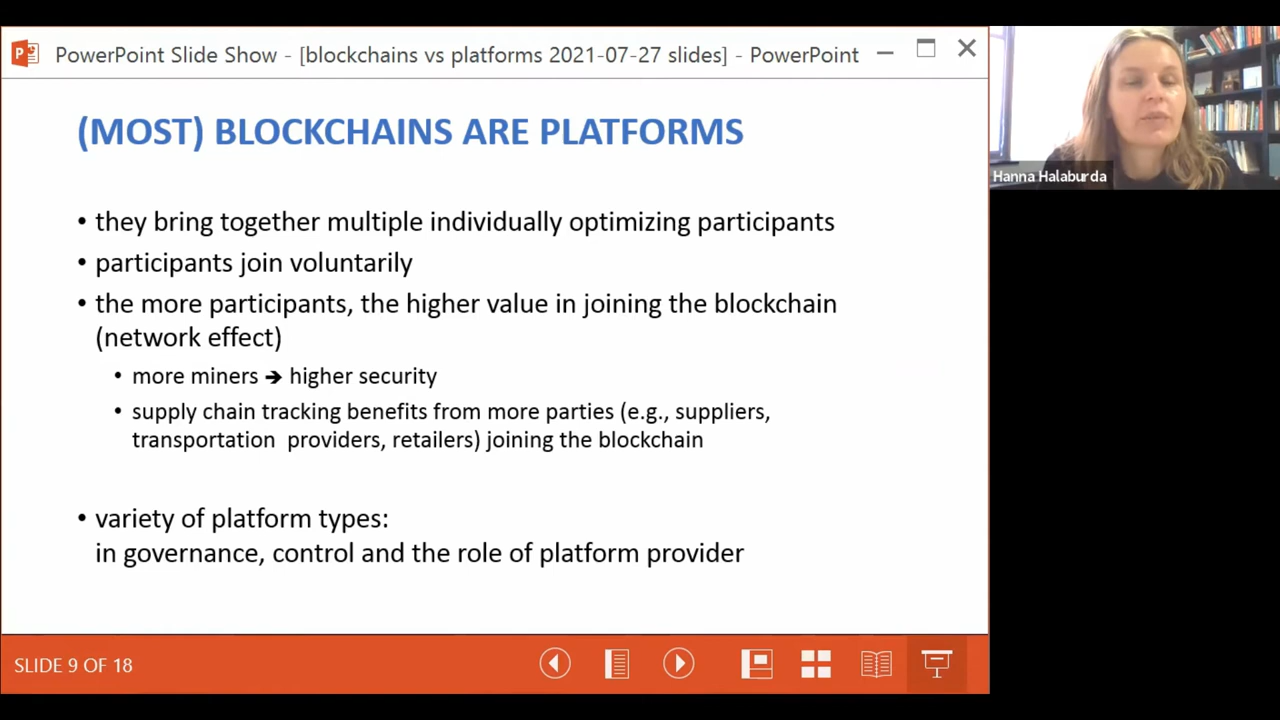 PowerPoint Slide Show - [blockchains vs platforms 2021-07-27 slides] - PowerPoint
(MOST) BLOCKCHAINS ARE PLATFORMS
• they bring together multiple individually optimizing participants
• participants join voluntarily
• the more participants, the higher value in joining the blockchain
(network effect)
• more miners ➔ higher security
• supply chain tracking benefits from more parties (e.g., suppliers,
transportation providers, retailers) joining the blockchain
• variety of platform types:
in governance, control and the role of platform provider
SLIDE 9 OF 18
Hanna Halaburda